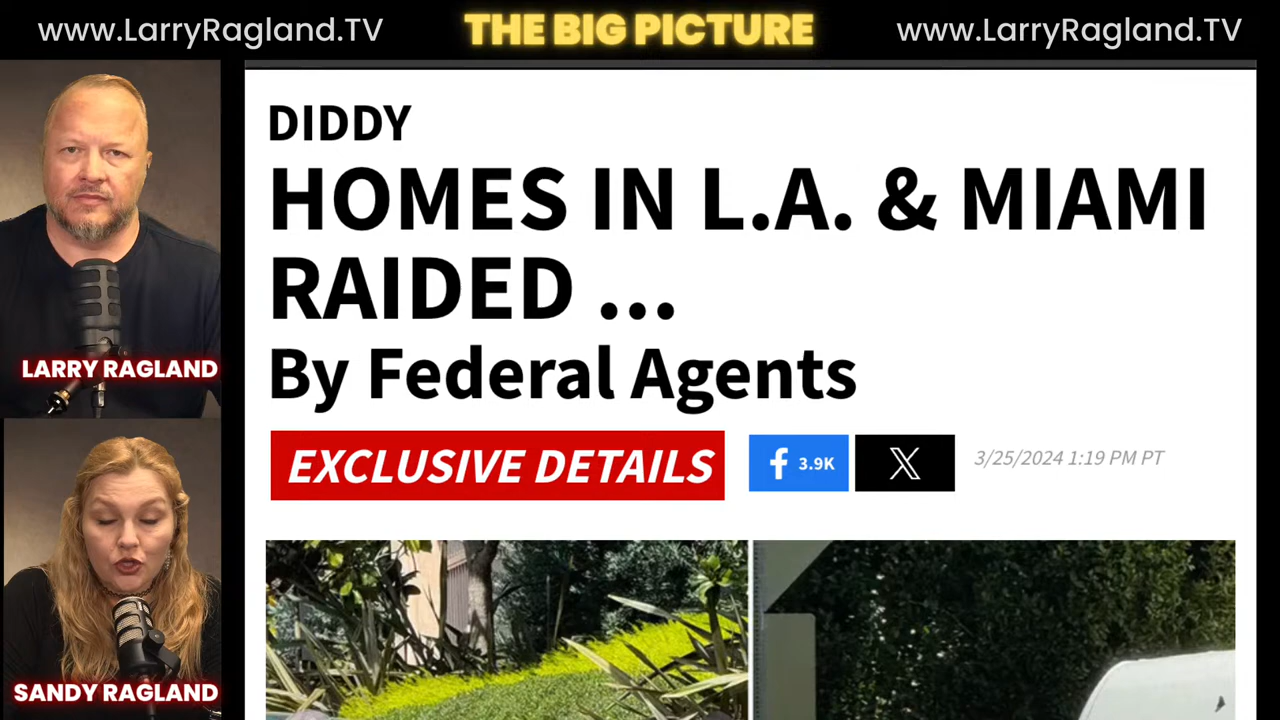 www.LarryRagland.TV
THE BIG PICTURE
www.LarryRagland.TV
DIDDY
HOMES IN L.A. & MIAMI
RAIDED ...
By Federal Agents
EXCLUSIVE DETAILS
f 3.9K
X
3/25/2024 1:19 PM PT
LARRY RAGLAND
SANDY RAGLAND